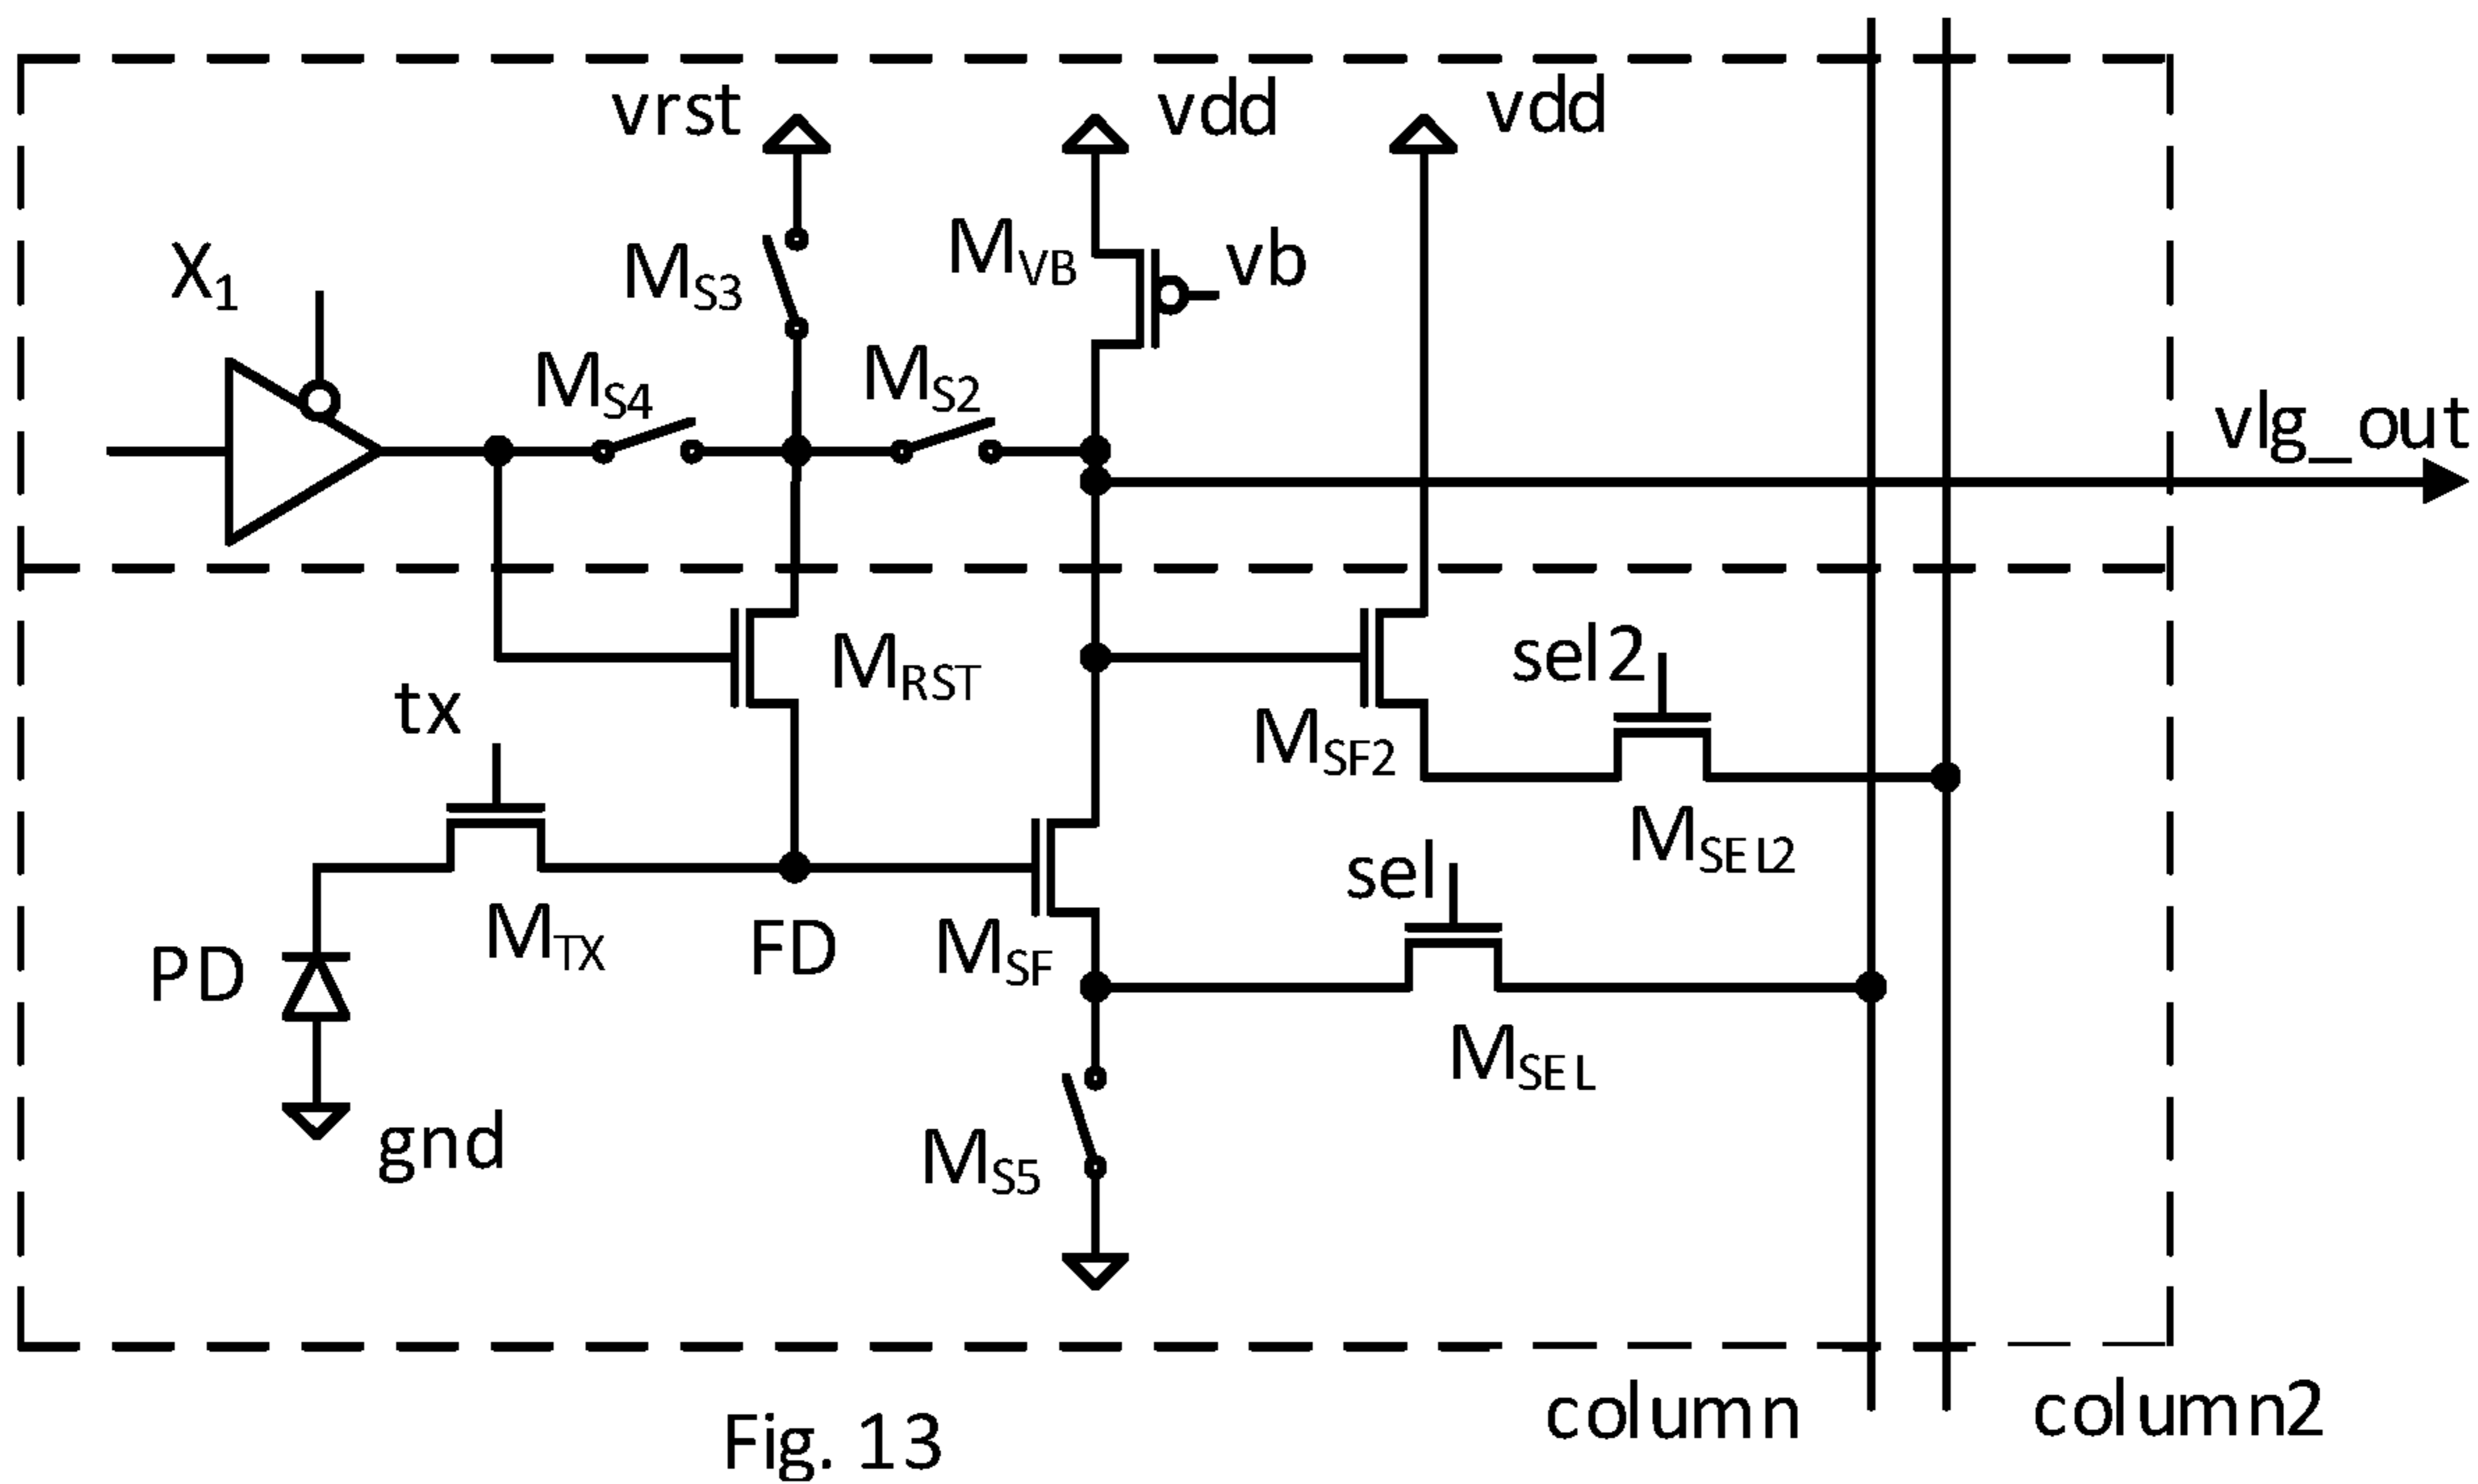 vrst
vdd
vdd
X1
MS3
MVB
vb
MS4
MS2
vlg_out
MRST
sel2
tx
MSF2
MSEL2
sel
PD
MTX
FD
MSF
MSEL
gnd
MS5
column
column2
Fig. 13